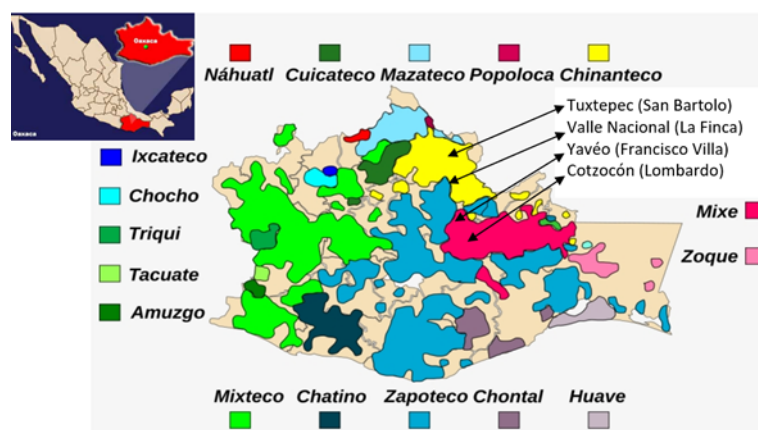 Oaxaca
Oaxaca
Náhuatl Cuicateco Mazateco Popoloca Chinanteco
Tuxtepec (San Bartolo)
Valle Nacional (La Finca)
Yavéo (Francisco Villa)
Cotzocón (Lombardo)
Ixcateco
Chocho
Triqui
Tacuate
Amuzgo
Mixe
Zoque
Mixteco Chatino Zapoteco Chontal Huave